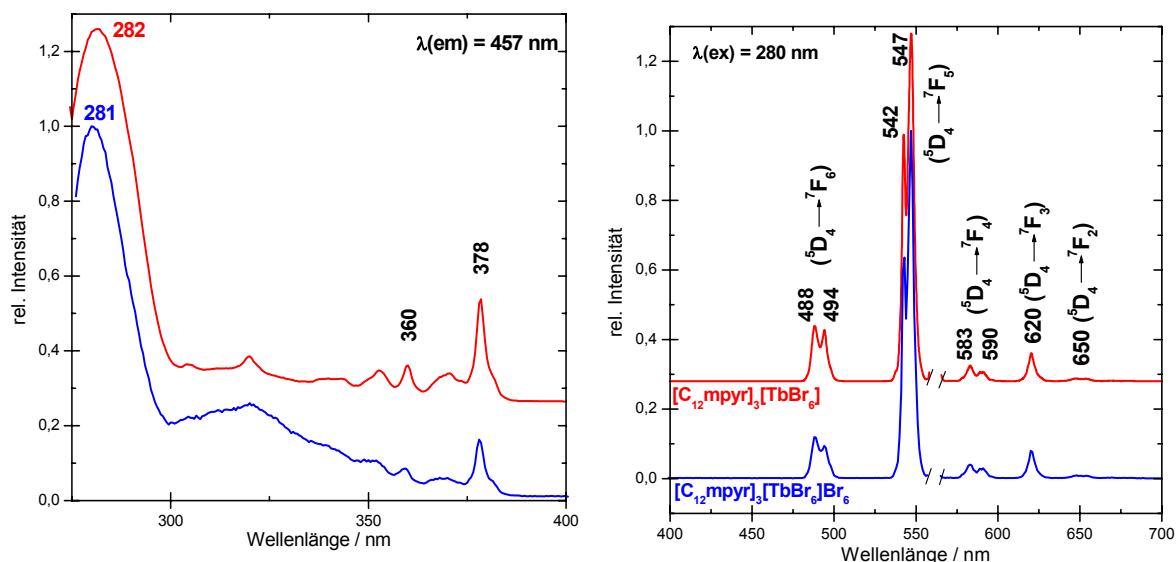 282
281
λ(em) = 457 nm
360
378
1,2
1,0
0,8
0,6
0,4
0,2
0,0
rel. Intensität
300
350
400
Wellenlänge / nm
λ(ex) = 280 nm
547
542
(⁵D₄ → ⁷F₅)
488
494
(⁵D₄ → ⁷F₆)
583
590
(⁵D₄ → ⁷F₄)
620 (⁵D₄ → ⁷F₃)
650 (⁵D₄ → ⁷F₂)
[C₁₂mpyr]₃[TbBr₆]
[C₁₂mpyr]₃[TbBr₆]Br₆
1,2
1,0
0,8
0,6
0,4
0,2
0,0
rel. Intensität
400
450
500
550
600
650
700
Wellenlänge / nm